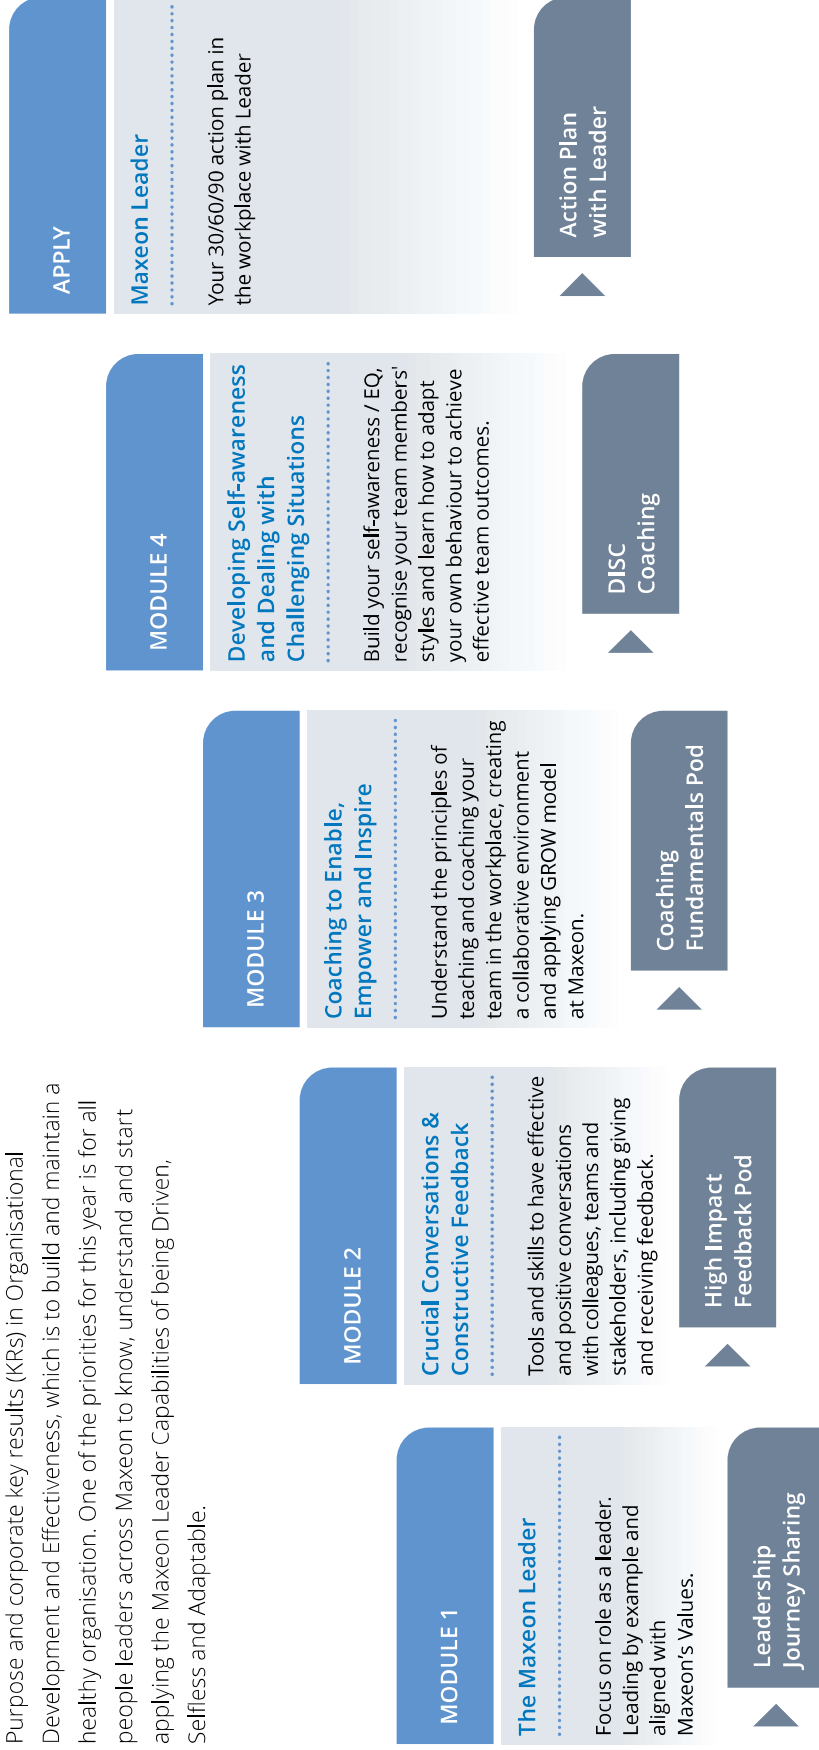 Purpose and corporate key results (KRs) in Organisational
Development and Effectiveness, which is to build and maintain a
healthy organisation. One of the priorities for this year is for all
people leaders across Maxeon to know, understand and start
applying the Maxeon Leader Capabilities of being Driven,
Selfless and Adaptable.
MODULE 1
The Maxeon Leader
Focus on role as a leader.
Leading by example and
aligned with
Maxeon’s Values.
Leadership
Journey Sharing
MODULE 2
Crucial Conversations &
Constructive Feedback
Tools and skills to have effective
and positive conversations
with colleagues, teams and
stakeholders, including giving
and receiving feedback.
High Impact
Feedback Pod
MODULE 3
Coaching to Enable,
Empower and Inspire
Understand the principles of
teaching and coaching your
team in the workplace, creating
a collaborative environment
and applying GROW model
at Maxeon.
Coaching
Fundamentals Pod
MODULE 4
Developing Self-awareness
and Dealing with
Challenging Situations
Build your self-awareness / EQ,
recognise your team members'
styles and learn how to adapt
your own behaviour to achieve
effective team outcomes.
DISC
Coaching
APPLY
Maxeon Leader
Your 30/60/90 action plan in
the workplace with Leader
Action Plan
with Leader